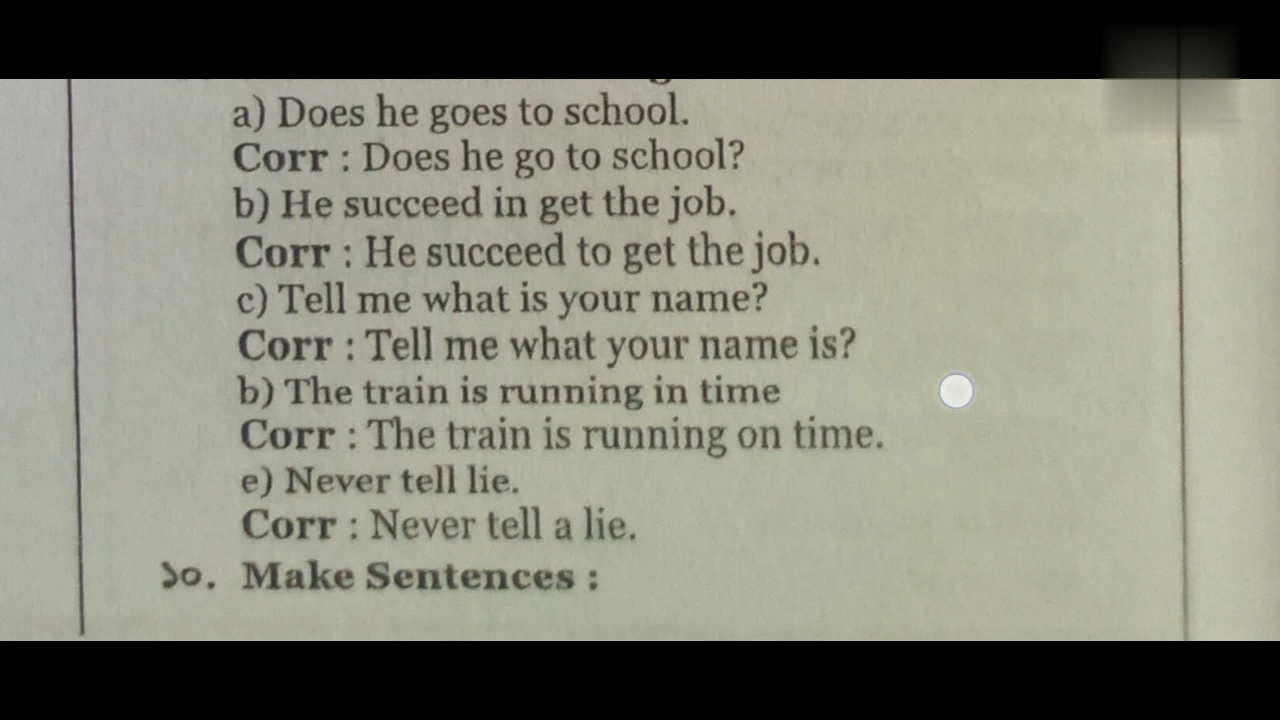 a) Does he goes to school.
Corr : Does he go to school?
b) He succeed in get the job.
Corr : He succeed to get the job.
c) Tell me what is your name?
Corr : Tell me what your name is?
b) The train is running in time
Corr : The train is running on time.
e) Never tell lie.
Corr : Never tell a lie.
১০. Make Sentences :